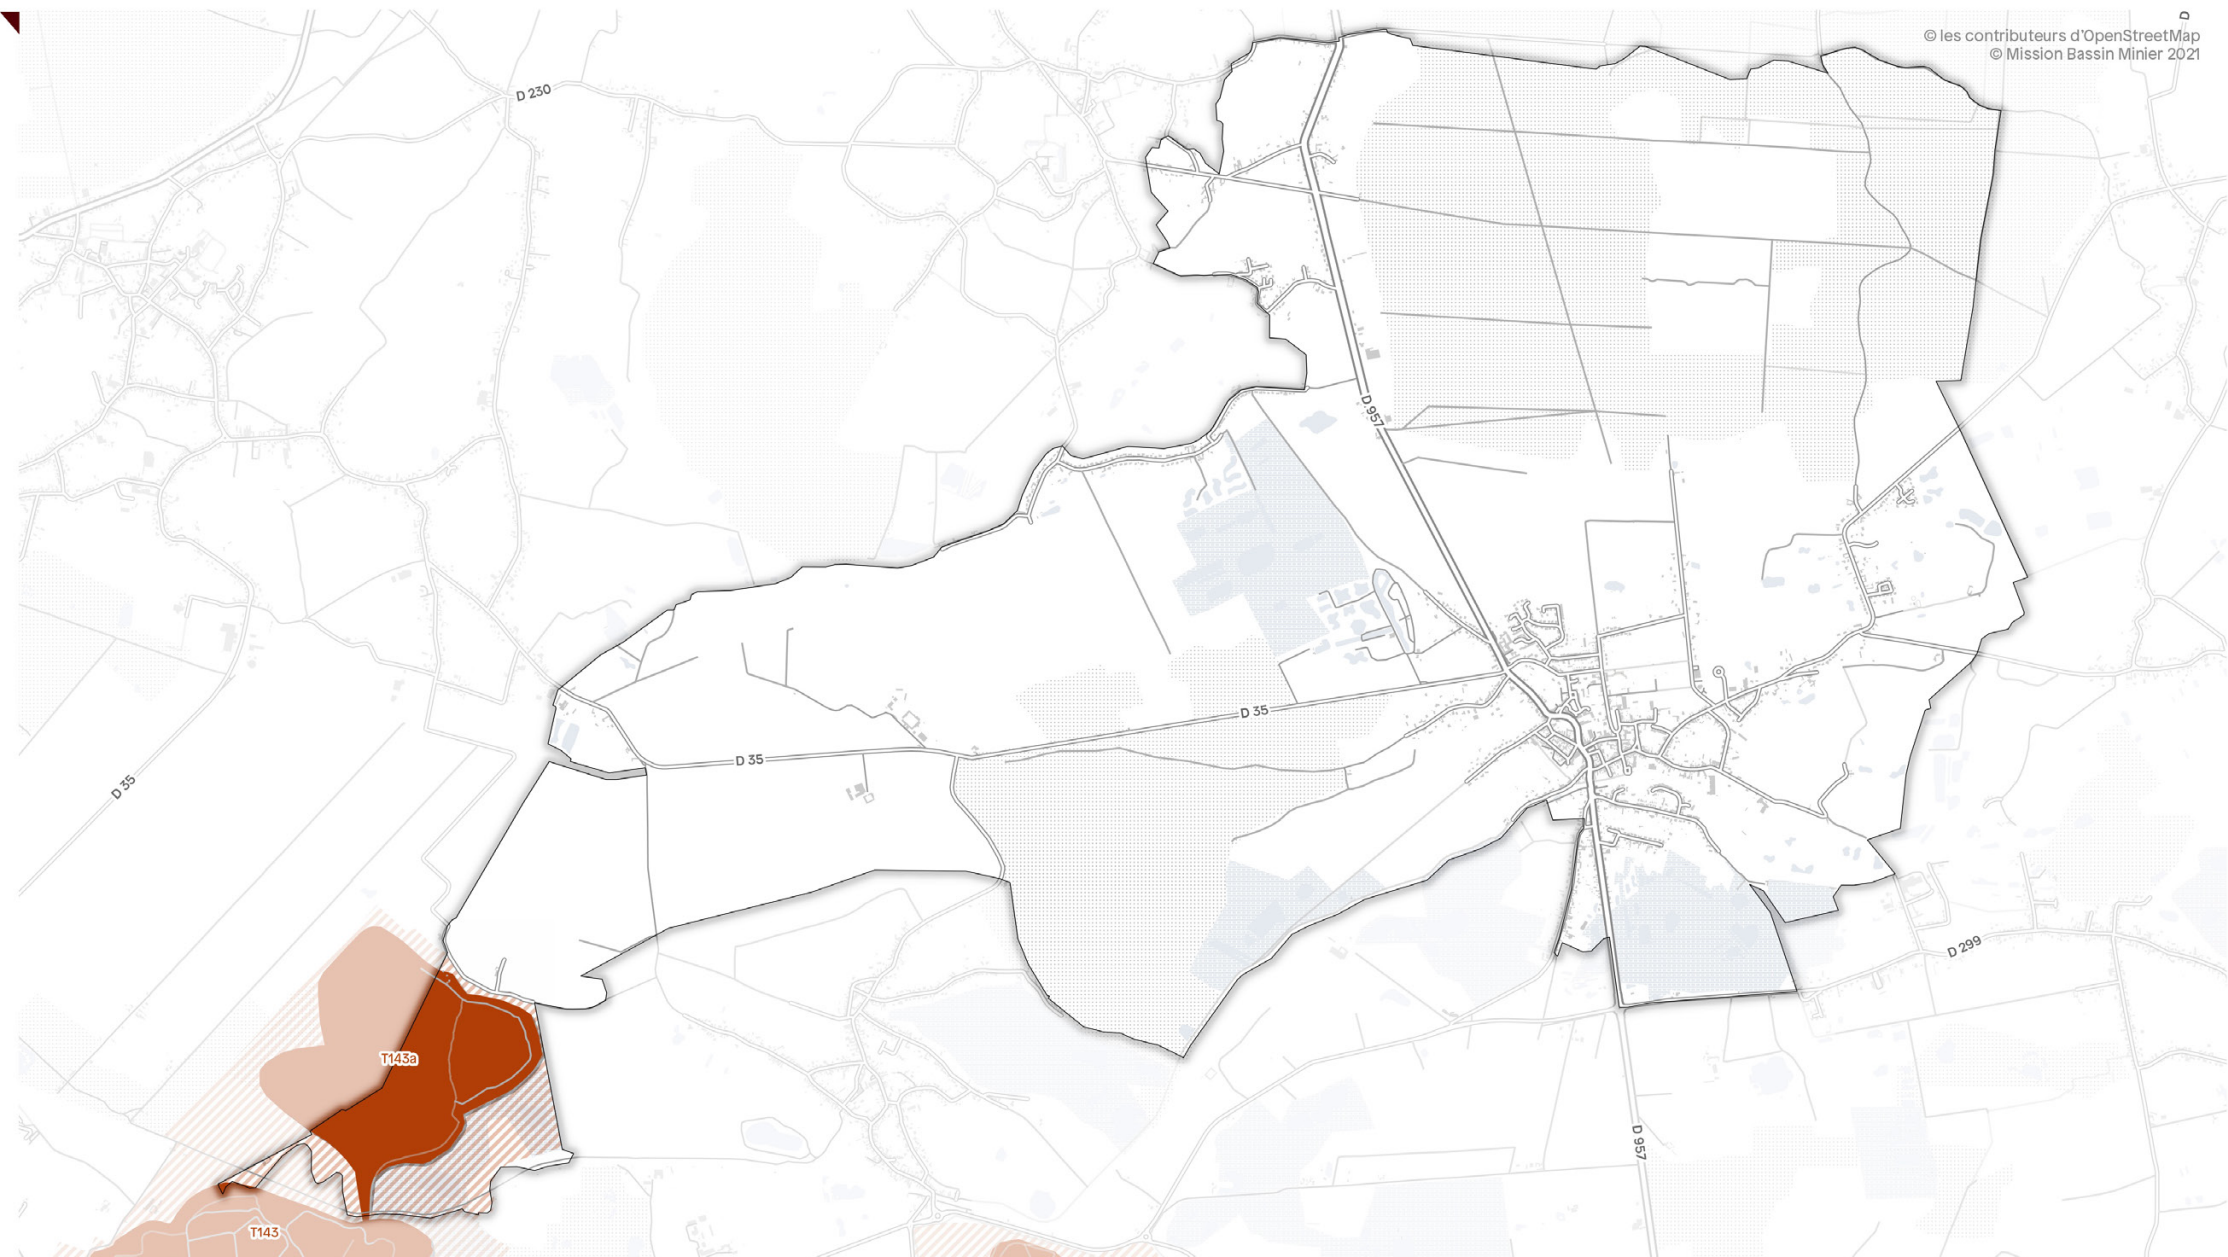 D
© les contributeurs d'OpenStreetMap
© Mission Bassin Minier 2021
D 230
D 957
D 35
D 35
D 35
D 299
T143a
D 957
T143